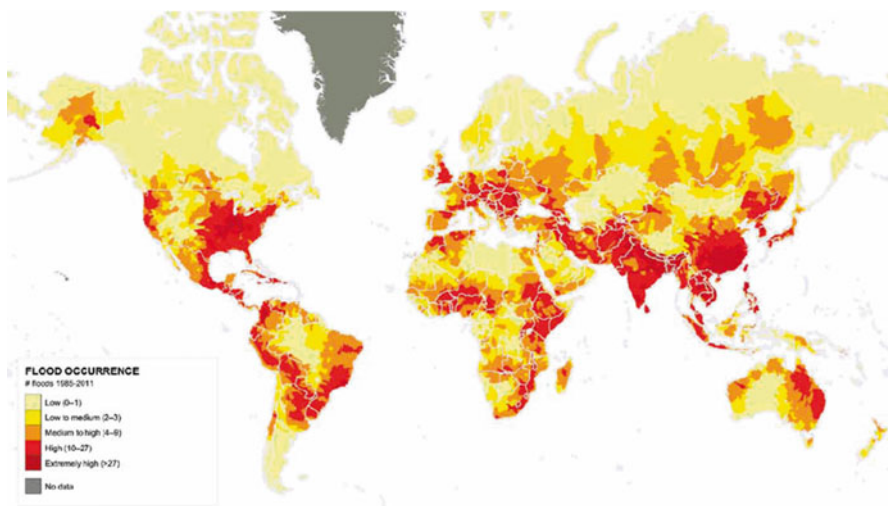 FLOOD OCCURRENCE
# floods 1985-2011
Low (0–1)
Low to medium (2–3)
Medium to high (4–9)
High (10–27)
Extremely high (>27)
No data